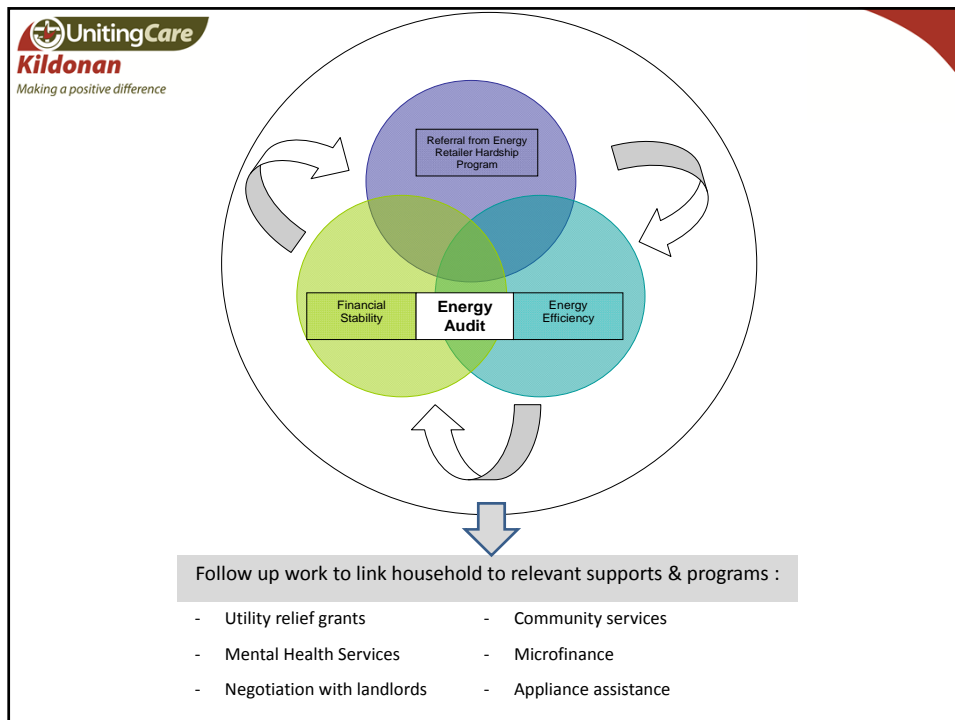 UnitingCare
Kildonan
Making a positive difference
Referral from Energy
Retailer Hardship
Program
Financial
Stability
Energy
Audit
Energy
Efficiency
Follow up work to link household to relevant supports & programs :
- Utility relief grants
- Mental Health Services
- Negotiation with landlords
- Community services
- Microfinance
- Appliance assistance